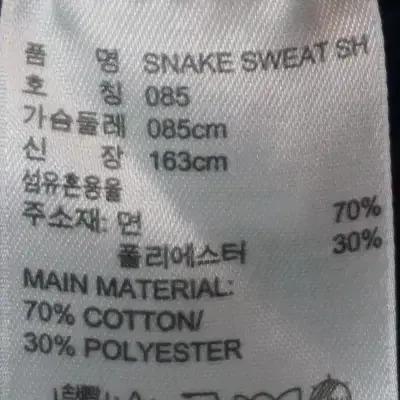 품 명 SNAKE SWEAT SH
호 칭 085
가슴둘레 085cm
신 장 163cm
섬유혼용율
주소재: 면 70%
폴리에스터 30%
MAIN MATERIAL:
70% COTTON/
30% POLYESTER